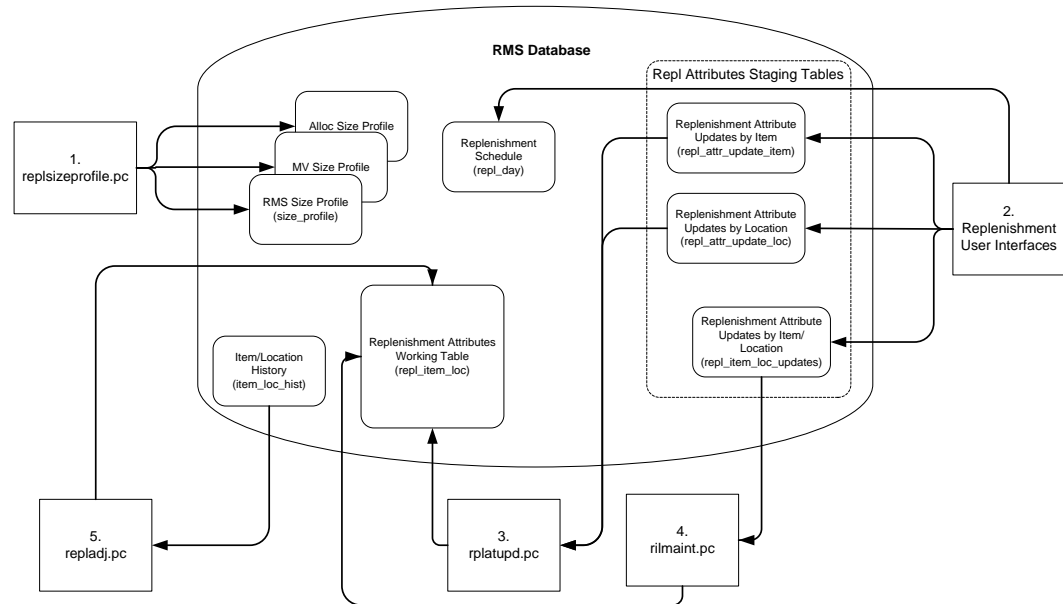 RMS Database
Repl Attributes Staging Tables
1.
replsizeprofile.pc
Alloc Size Profile
MV Size Profile
RMS Size Profile
(size_profile)
Replenishment
Schedule
(repl_day)
Replenishment Attribute
Updates by Item
(repl_attr_update_item)
Replenishment Attribute
Updates by Location
(repl_attr_update_loc)
2.
Replenishment
User Interfaces
Replenishment Attribute
Updates by Item/
Location
(repl_item_loc_updates)
Replenishment Attributes
Working Table
(repl_item_loc)
Item/Location
History
(item_loc_hist)
5.
repladj.pc
3.
rplatupd.pc
4.
rilmaint.pc